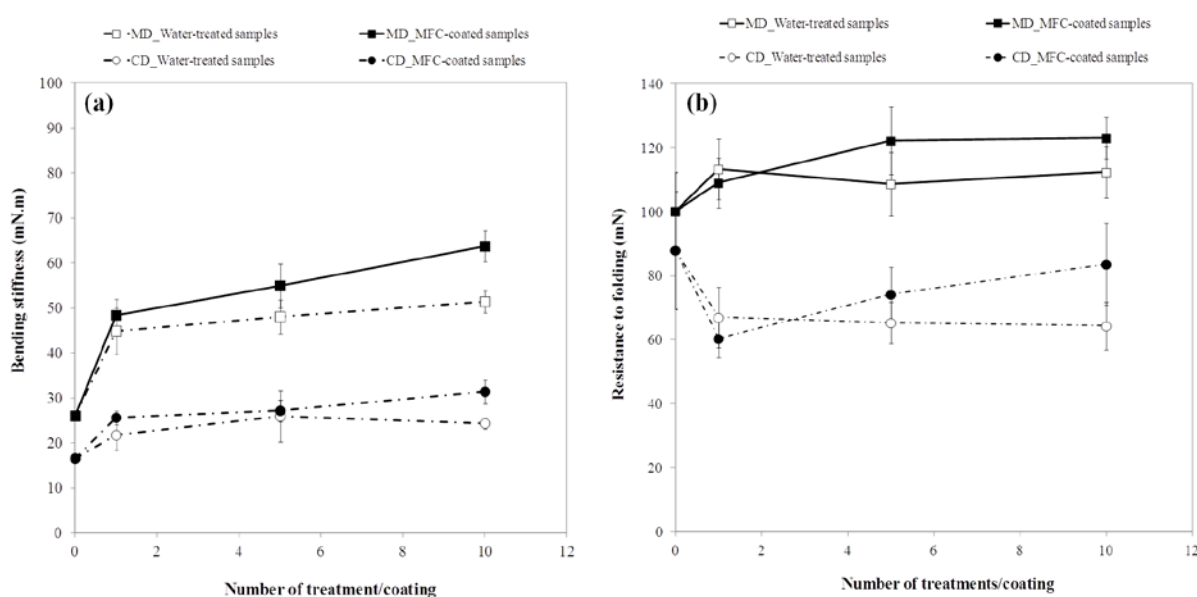 MD_Water-treated samples
MD_MFC-coated samples
CD_Water-treated samples
CD_MFC-coated samples
(a)
Bending stiffness (mN.m)
100
90
80
70
60
50
40
30
20
10
0
0 2 4 6 8 10 12
Number of treatment/coating
MD_Water-treated samples
MD_MFC-coated samples
CD_Water-treated samples
CD_MFC-coated samples
(b)
Resistance to folding (mN)
140
120
100
80
60
40
20
0
0 2 4 6 8 10 12
Number of treatments/coating